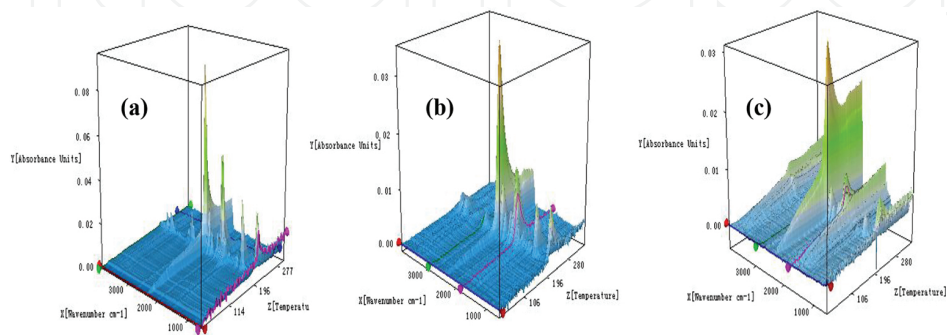 (a)
0.08
0.06
Y[Absorbance Units]
0.04
0.02
0.00
3000
2000
1000
X[Wavenumber cm-1]
114
196
277
Z[Temperatu
(b)
0.03
0.02
Y[Absorbance Units]
0.01
0.00
3000
2000
1000
X[Wavenumber cm-1]
106
196
280
Z[Temperature]
(c)
0.03
0.02
Y[Absorbance Units]
0.01
0.00
3000
2000
1000
X[Wavenumber cm-1]
106
196
280
Z[Temperature]